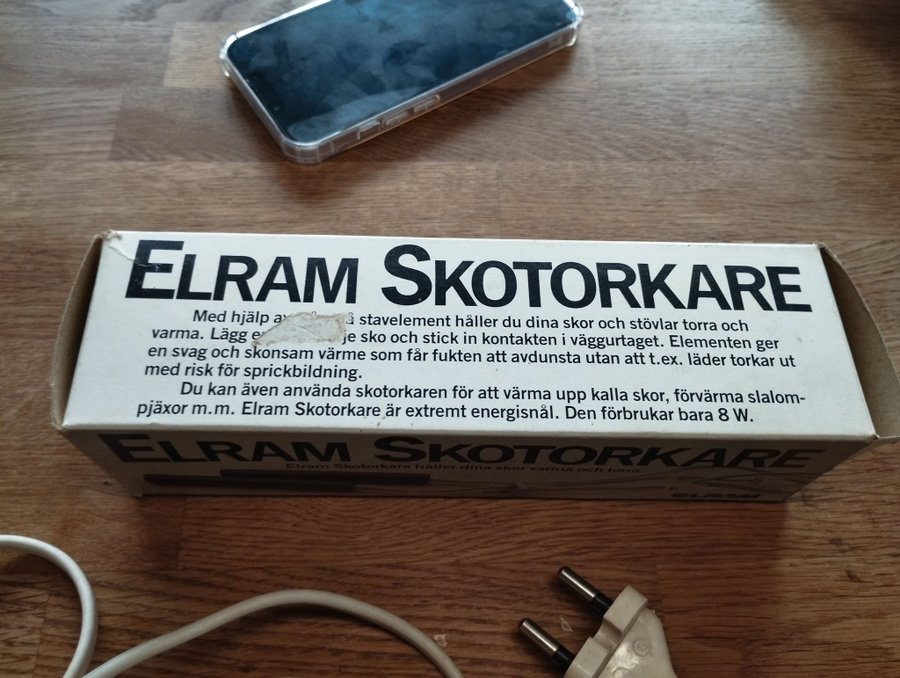 ELRAM SKOTORKARE
Med hjälp av stavelement håller du dina skor och stövlar torra och
varma. Lägg je sko och stick in kontakten i väggurtaget. Elementen ger
en svag och skonsam värme som får fukten att avdunsta utan att t.ex. läder torkar ut
med risk för sprickbildning.
Du kan även använda skotorkaren för att värma upp kalla skor, förvärma slalom-
pjäxor m.m. Elram Skotorkare är extremt energisnål. Den förbrukar bara 8 W.
ELRAM SKOTORKARE
Elram Skotorkare håller dina skor varma och torra.
ELRAM